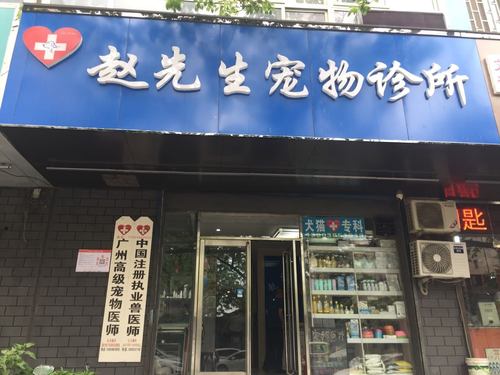 赵先生宠物诊所
犬猫 专科
中国注册执业兽医师
广州高级宠物医师
匙